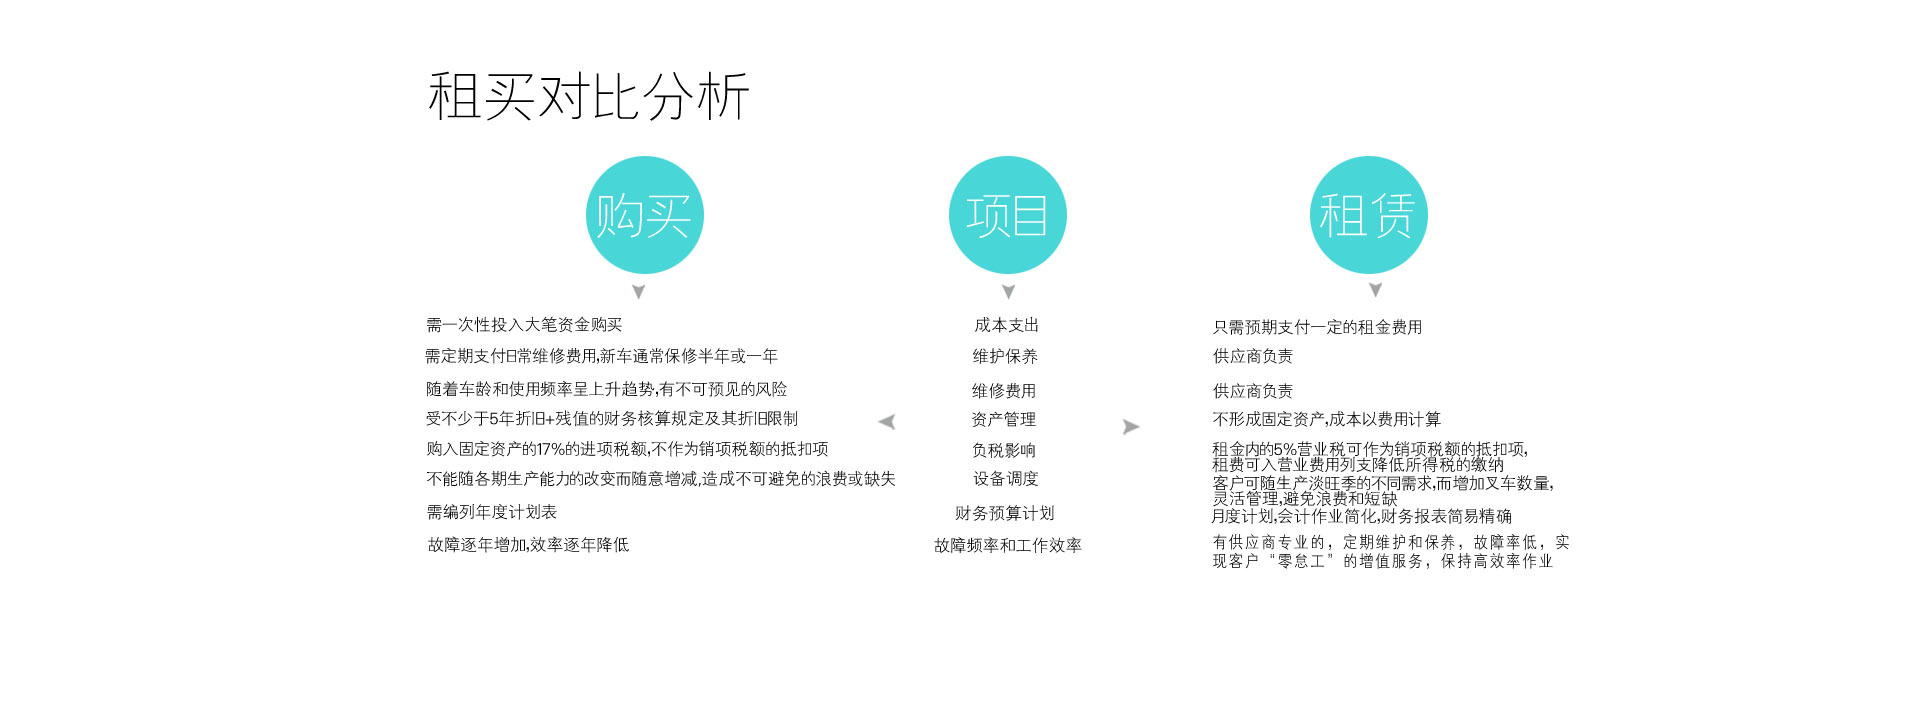 租买对比分析
购买
项目
租赁
需一次性投入大笔资金购买
成本支出
只需预期支付一定的租金费用
需定期支付日常维修费用,新车通常保修半年或一年
维护保养
供应商负责
随着车龄和使用频率呈上升趋势,有不可预见的风险
维修费用
供应商负责
受不少于5年折旧+残值的财务核算规定及其折旧限制
资产管理
不形成固定资产,成本以费用计算
购入固定资产的17%的进项税额,不作为销项税额的抵扣项
负税影响
租金内的5%营业税可作为销项税额的抵扣项,
租费可入营业费用列支降低所得税的缴纳
不能随各期生产能力的改变而随意增减,造成不可避免的浪费或缺失
设备调度
客户可随生产淡旺季的不同需求,而增加叉车数量,
灵活管理,避免浪费和短缺
需编列年度计划表
财务预算计划
月度计划,会计作业简化,财务报表简易精确
故障逐年增加,效率逐年降低
故障频率和工作效率
有供应商专业的，定期维护和保养，故障率低，实
现客户“零怠工”的增值服务，保持高效率作业